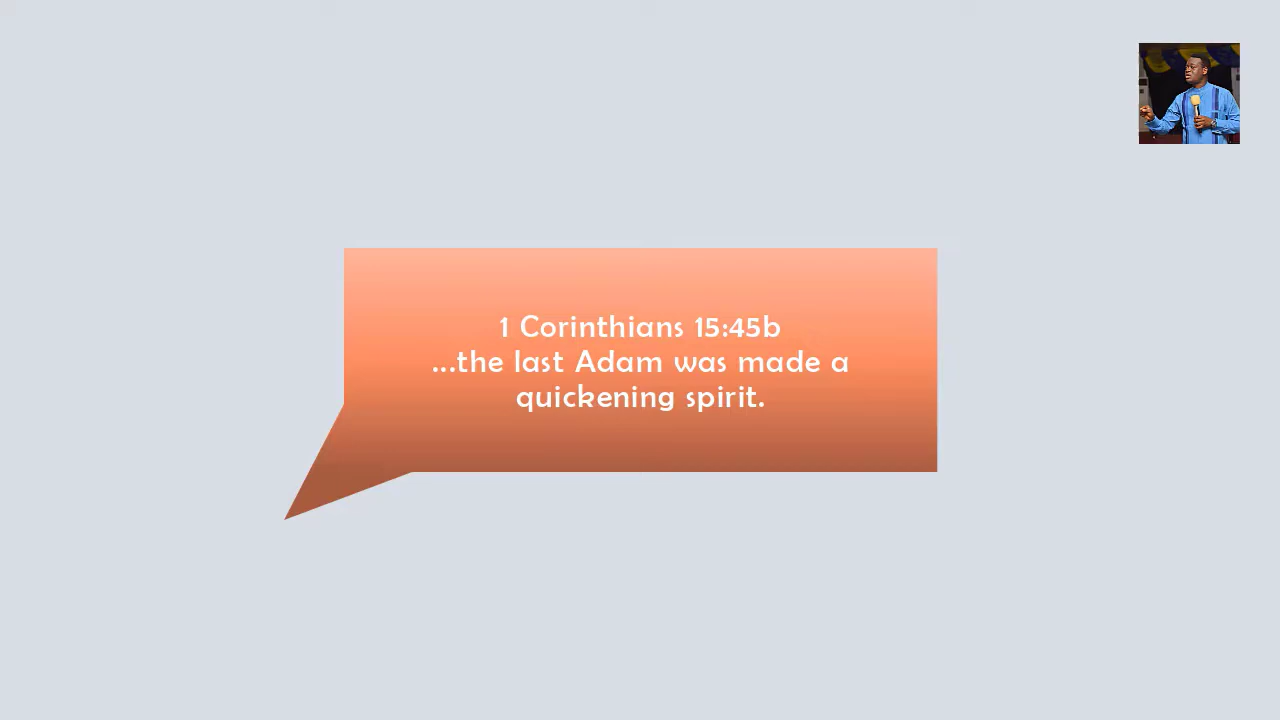 1 Corinthians 15:45b
...the last Adam was made a
quickening spirit.